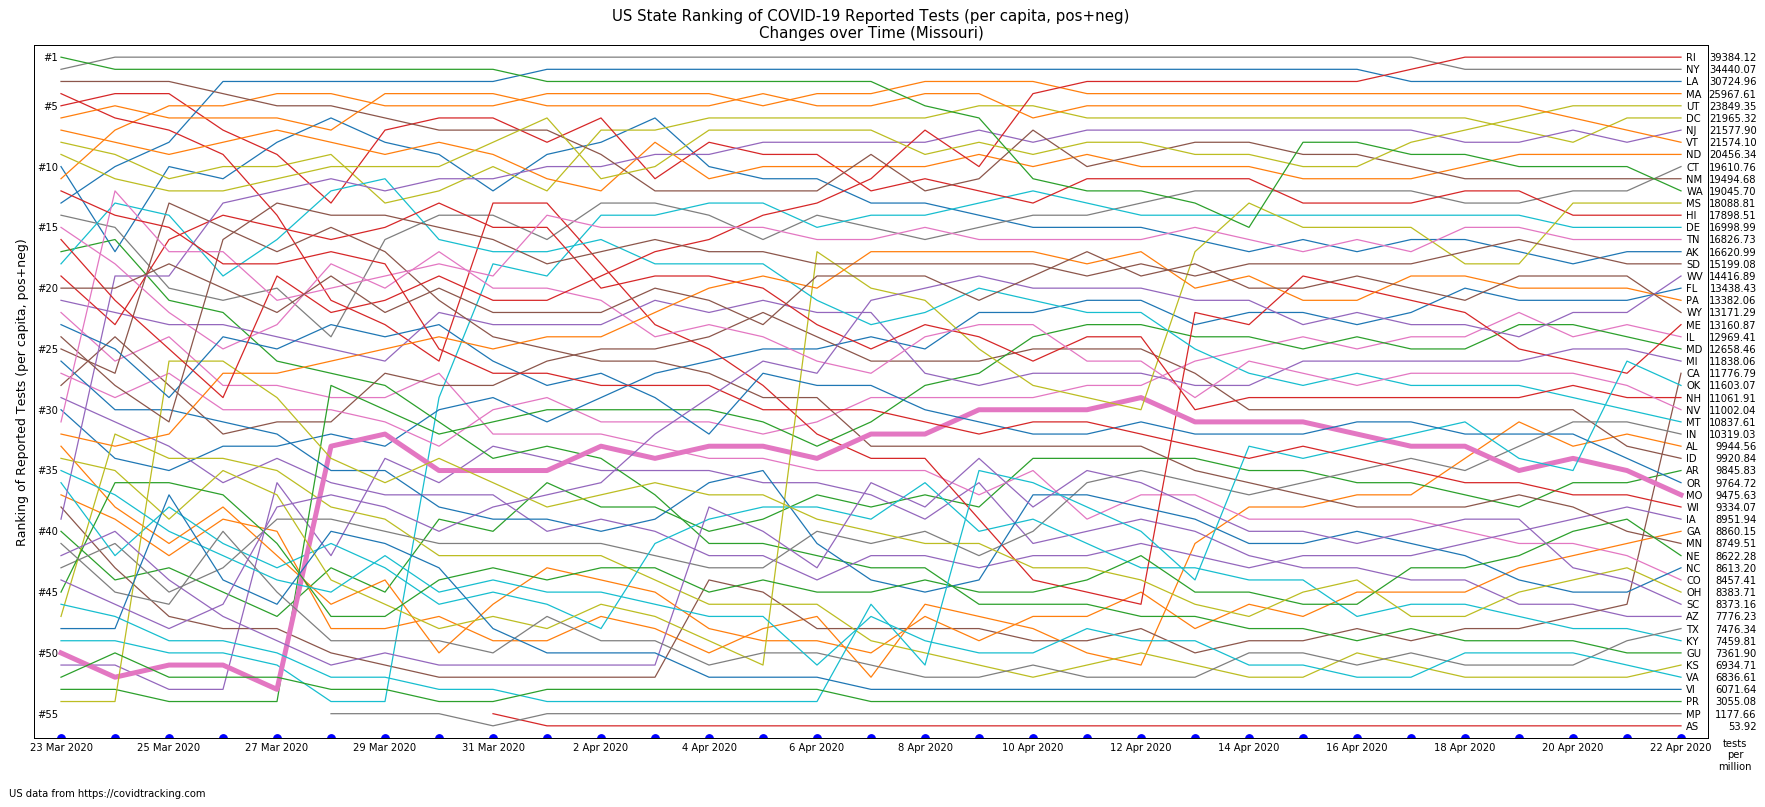 US State Ranking of COVID-19 Reported Tests (per capita, pos+neg)
Changes over Time (Missouri)
Ranking of Reported Tests (per capita, pos+neg)
#1
#5
#10
#15
#20
#25
#30
#35
#40
#45
#50
#55
RI 39384.12
NY 34440.07
LA 30724.96
MA 25967.61
UT 23849.35
DC 21965.32
NJ 21577.90
VT 21574.10
ND 20456.34
CT 19610.76
NM 19494.68
WA 19045.70
MS 18088.81
HI 17898.51
DE 16998.99
TN 16826.73
AK 16620.99
SD 15199.08
WV 14416.89
FL 13438.43
PA 13382.06
WY 13171.29
ME 13160.87
IL 12969.41
MD 12658.46
MI 11838.06
CA 11776.79
OK 11603.07
NH 11061.91
NV 11002.04
MT 10837.61
IN 10319.03
AL 9944.56
ID 9920.84
AR 9845.83
OR 9764.72
MO 9475.63
WI 9334.07
IA 8951.94
GA 8860.15
MN 8749.51
NE 8622.28
NC 8613.20
CO 8457.41
OH 8383.71
SC 8373.16
AZ 7776.23
TX 7476.34
KY 7459.81
GU 7361.90
KS 6934.71
VA 6836.61
VI 6071.64
PR 3055.08
MP 1177.66
AS 53.92
23 Mar 2020
25 Mar 2020
27 Mar 2020
29 Mar 2020
31 Mar 2020
2 Apr 2020
4 Apr 2020
6 Apr 2020
8 Apr 2020
10 Apr 2020
12 Apr 2020
14 Apr 2020
16 Apr 2020
18 Apr 2020
20 Apr 2020
22 Apr 2020
tests
per
million
US data from https://covidtracking.com